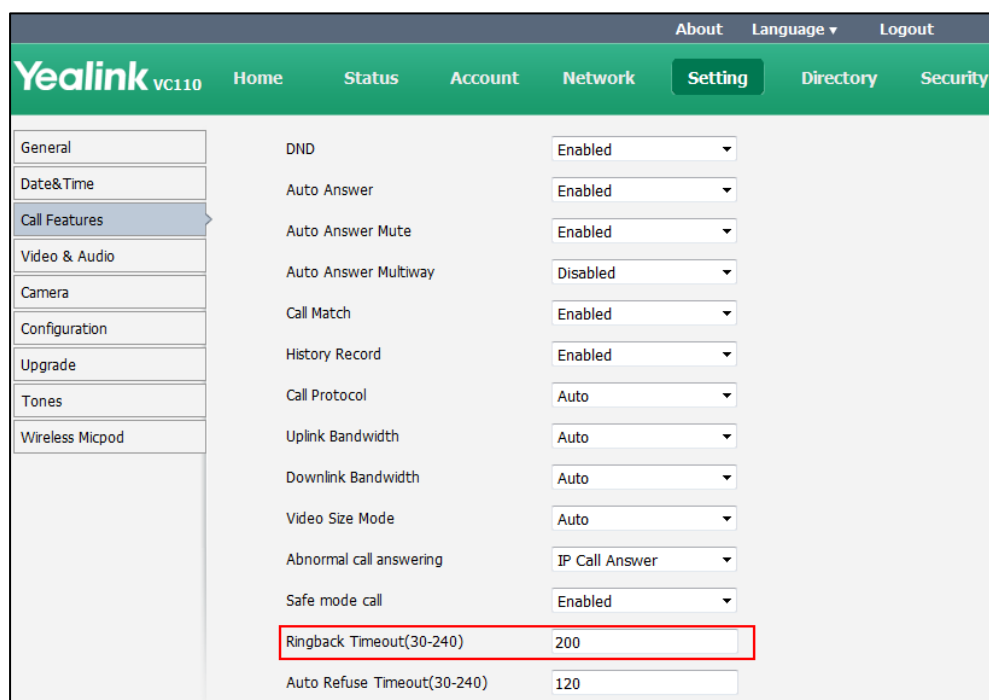 About Language Logout
Yealink VC110 Home Status Account Network Setting Directory Security
General
Date&Time
Call Features
Video & Audio
Camera
Configuration
Upgrade
Tones
Wireless Micpod
DND Enabled
Auto Answer Enabled
Auto Answer Mute Enabled
Auto Answer Multiway Disabled
Call Match Enabled
History Record Enabled
Call Protocol Auto
Uplink Bandwidth Auto
Downlink Bandwidth Auto
Video Size Mode Auto
Abnormal call answering IP Call Answer
Safe mode call Enabled
Ringback Timeout(30-240) 200
Auto Refuse Timeout(30-240) 120